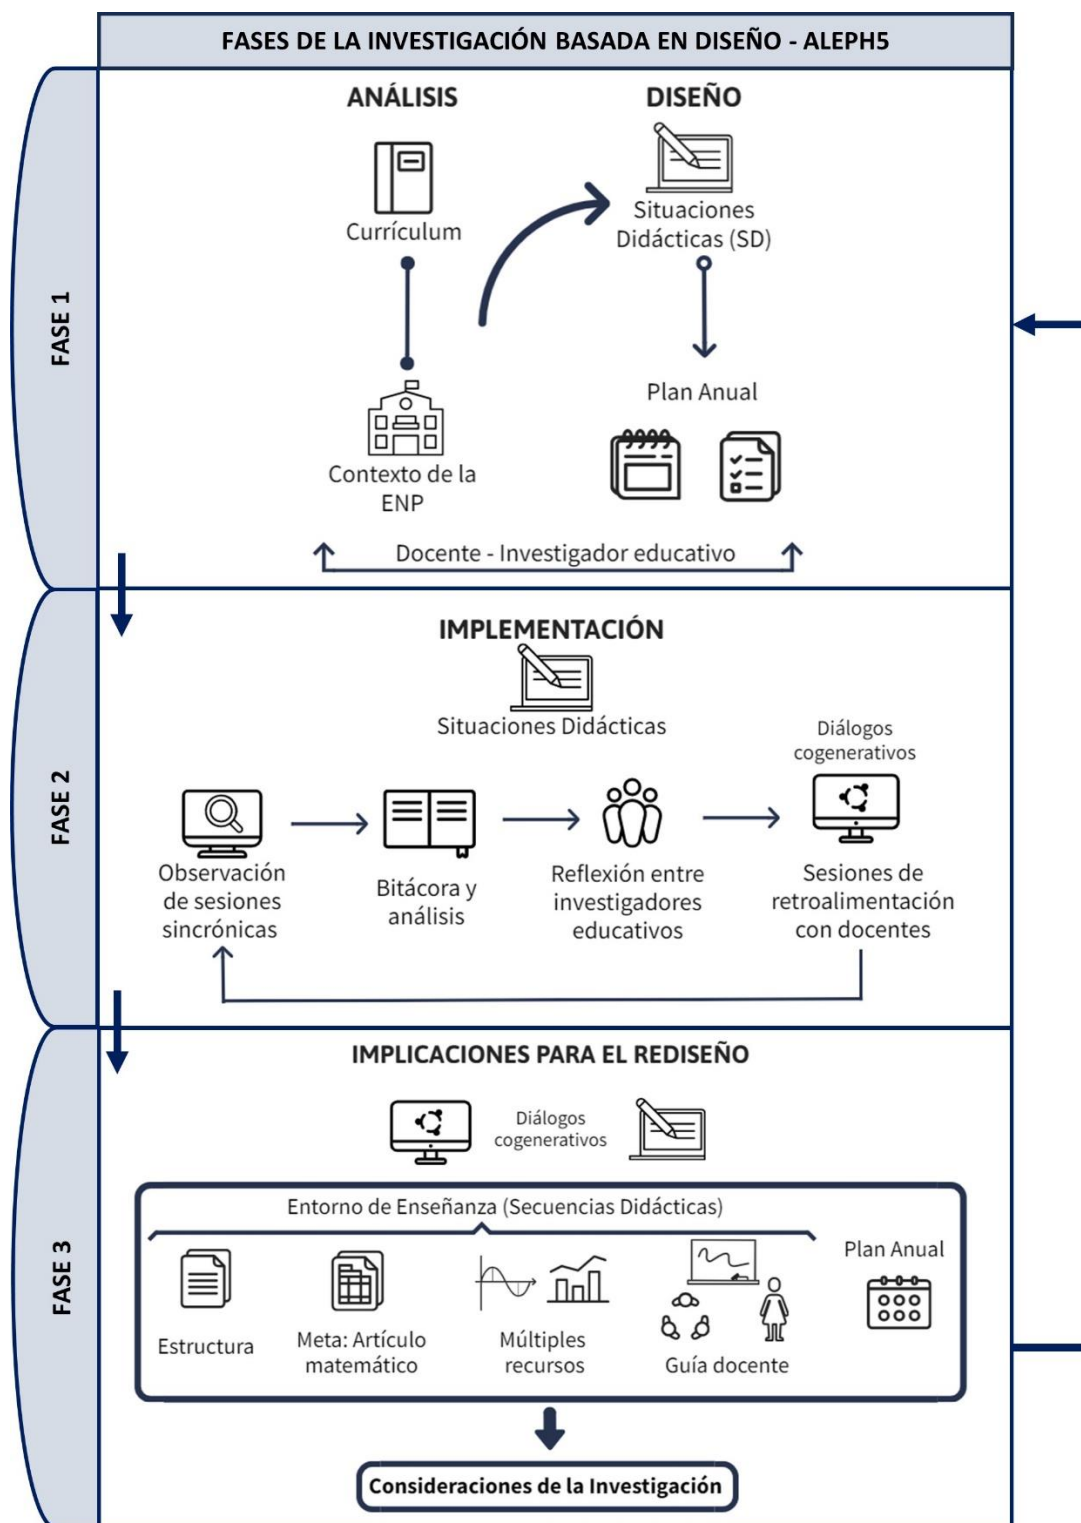 FASES DE LA INVESTIGACIÓN BASADA EN DISEÑO - ALEPH5
FASE 1
ANÁLISIS
DISEÑO
Currículum
Situaciones
Didácticas (SD)
Contexto de la
ENP
Plan Anual
Docente - Investigador educativo
FASE 2
IMPLEMENTACIÓN
Situaciones Didácticas
Diálogos
cogenerativos
Observación
de sesiones
sincrónicas
Bitácora y
análisis
Reflexión entre
investigadores
educativos
Sesiones de
retroalimentación
con docentes
FASE 3
IMPLICACIONES PARA EL REDISEÑO
Diálogos
cogenerativos
Entorno de Enseñanza (Secuencias Didácticas)
Estructura
Meta: Artículo
matemático
Múltiples
recursos
Guía docente
Plan Anual
Consideraciones de la Investigación